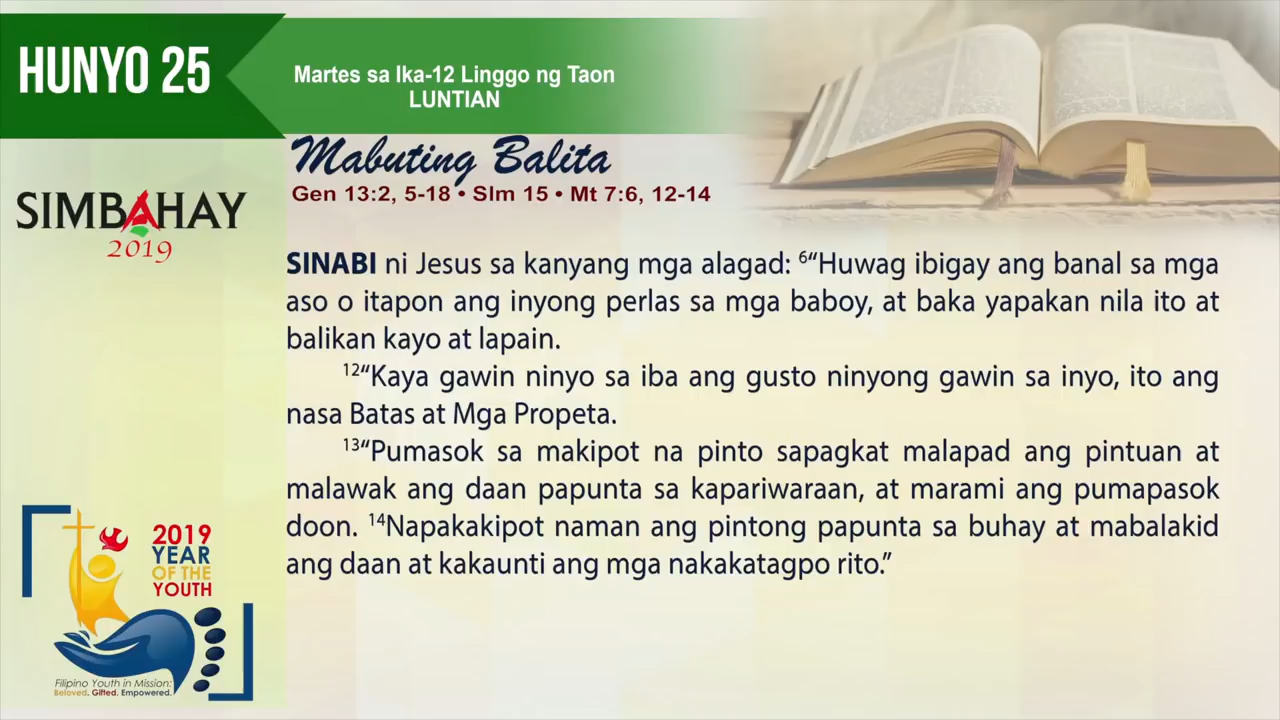 HUNYO 25
Martes sa Ika-12 Linggo ng Taon
LUNTIAN
Mabuting Balita
Gen 13:2, 5-18 • Slm 15 • Mt 7:6, 12-14
SIMBAHAY
2019
SINABI ni Jesus sa kanyang mga alagad: 6“Huwag ibigay ang banal sa mga
aso o itapon ang inyong perlas sa mga baboy, at baka yapakan nila ito at
balikan kayo at lapain.
12“Kaya gawin ninyo sa iba ang gusto ninyong gawin sa inyo, ito ang
nasa Batas at Mga Propeta.
13“Pumasok sa makipot na pinto sapagkat malapad ang pintuan at
malawak ang daan papunta sa kapariwaraan, at marami ang pumapasok
doon. 14Napakakipot naman ang pintong papunta sa buhay at mabalakid
ang daan at kakaunti ang mga nakakatagpo rito.”
2019
YEAR
OF THE
YOUTH
Filipino Youth in Mission:
Beloved. Gifted. Empowered.